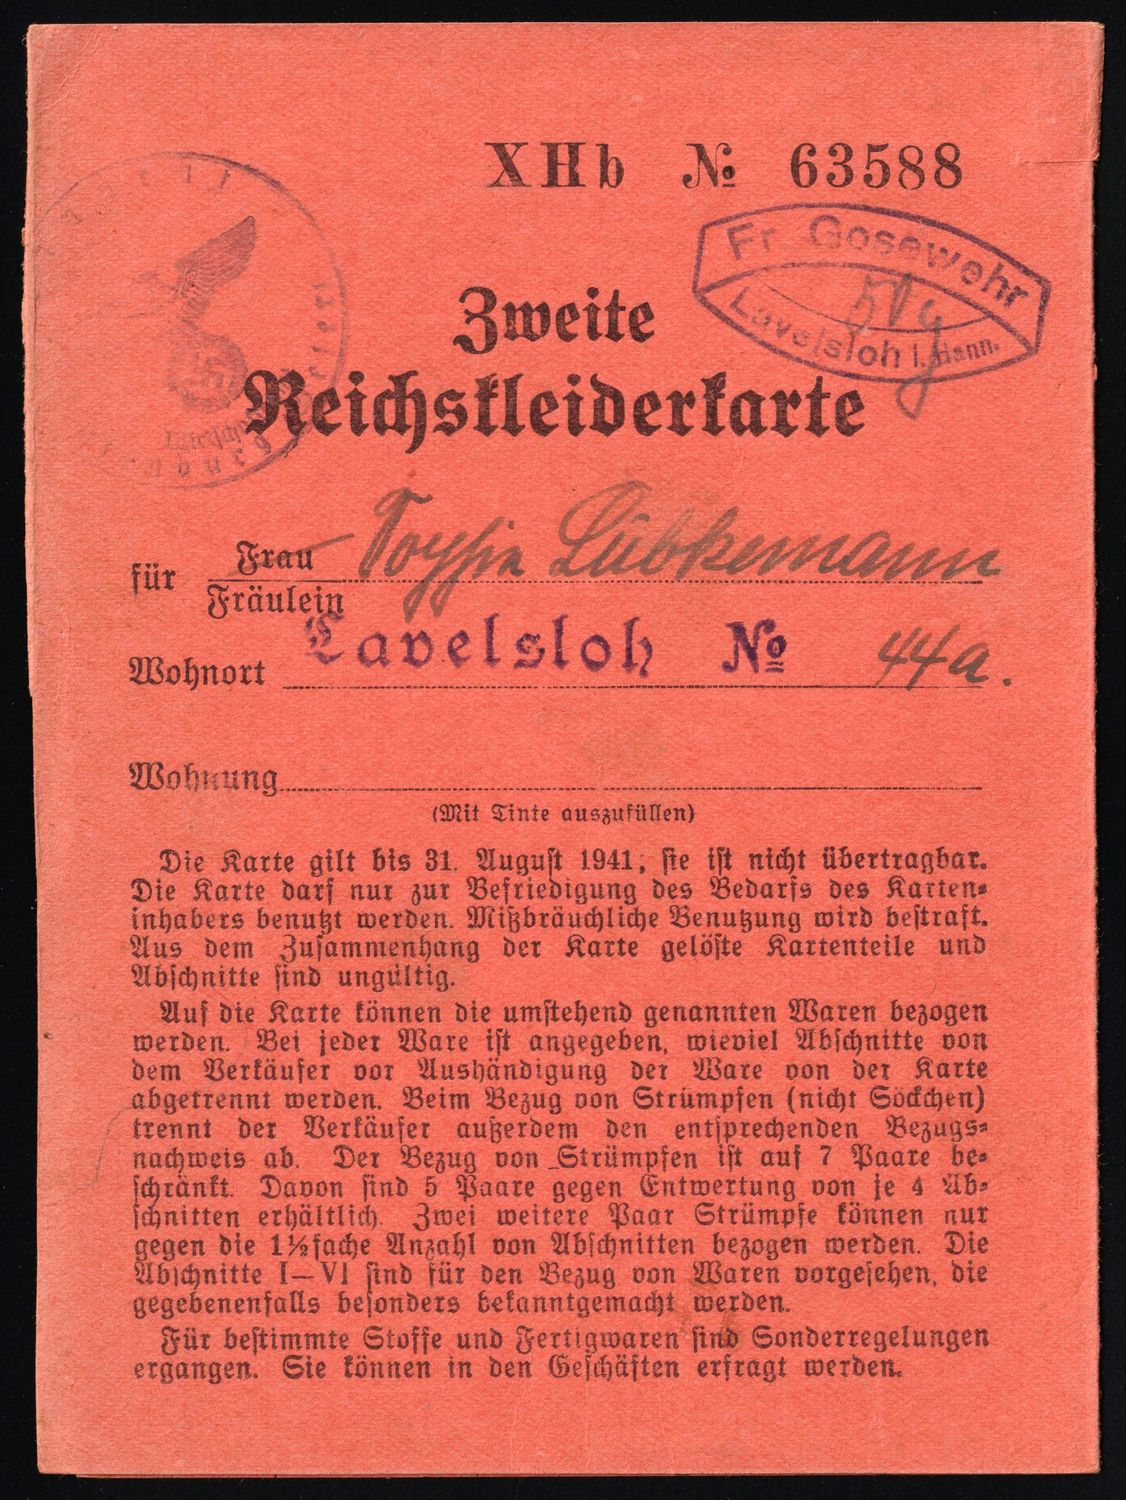 XHb № 63588
Fr. Gosewehr
Lavelsloh i. Hann.
Zweite
Reichskleiderkarte
für Frau
Fräulein
Lübkemann
Wohnort Lavelsloh № 44a.
Wohnung
(Mit Tinte auszufüllen)
Die Karte gilt bis 31. August 1941; sie ist nicht übertragbar.
Die Karte darf nur zur Befriedigung des Bedarfs des Karten-
inhabers benutzt werden. Mißbräuchliche Benutzung wird bestraft.
Aus dem Zusammenhang der Karte gelöste Kartenteile und
Abschnitte sind ungültig.
Auf die Karte können die umstehend genannten Waren bezogen
werden. Bei jeder Ware ist angegeben, wieviel Abschnitte von
dem Verkäufer vor Aushändigung der Ware von der Karte
abgetrennt werden. Beim Bezug von Strümpfen (nicht Söckchen)
trennt der Verkäufer außerdem den entsprechenden Bezugs-
nachweis ab. Der Bezug von Strümpfen ist auf 7 Paare be-
schränkt. Davon sind 5 Paare gegen Entwertung von je 4 Ab-
schnitten erhältlich. Zwei weitere Paar Strümpfe können nur
gegen die 1½fache Anzahl von Abschnitten bezogen werden. Die
Abschnitte I—VI sind für den Bezug von Waren vorgesehen, die
gegebenenfalls besonders bekanntgemacht werden.
Für bestimmte Stoffe und Fertigwaren sind Sonderregelungen
ergangen. Sie können in den Geschäften erfragt werden.